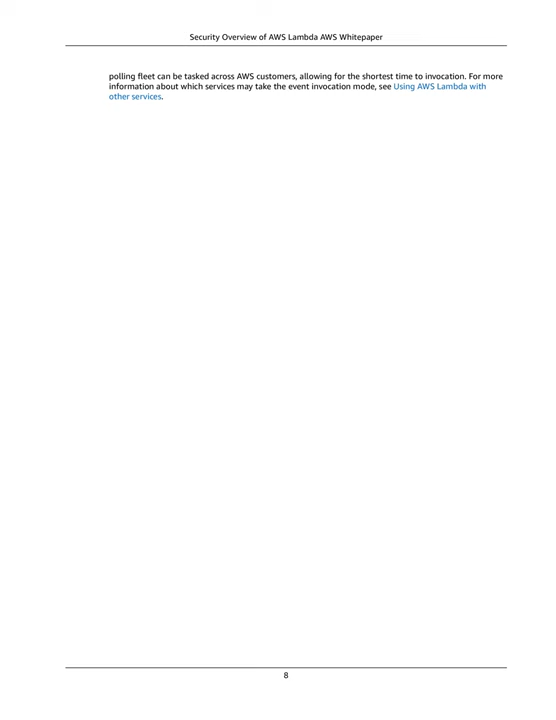 Security Overview of AWS Lambda AWS Whitepaper
polling fleet can be tasked across AWS customers, allowing for the shortest time to invocation. For more
information about which services may take the event invocation mode, see Using AWS Lambda with
other services.
8